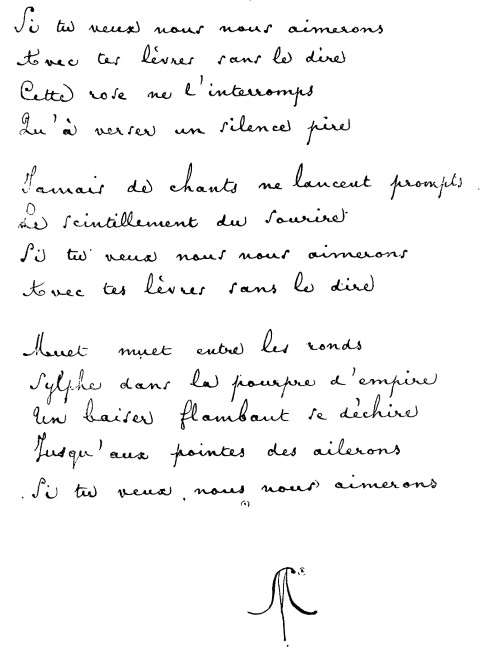 Si tu veux nous nous aimerons
Avec tes lèvres sans le dire
Cette rose ne l'interromps
Qu'à verser un silence pire
Jamais de chants ne lancent prompts
Le scintillement du sourire
Si tu veux nous nous aimerons
Avec tes lèvres sans le dire
Muet muet entre les ronds
Sylphe dans la pourpre d'empire
Un baiser flambant se déchire
Jusqu'aux pointes des ailerons
Si tu veux nous nous aimerons